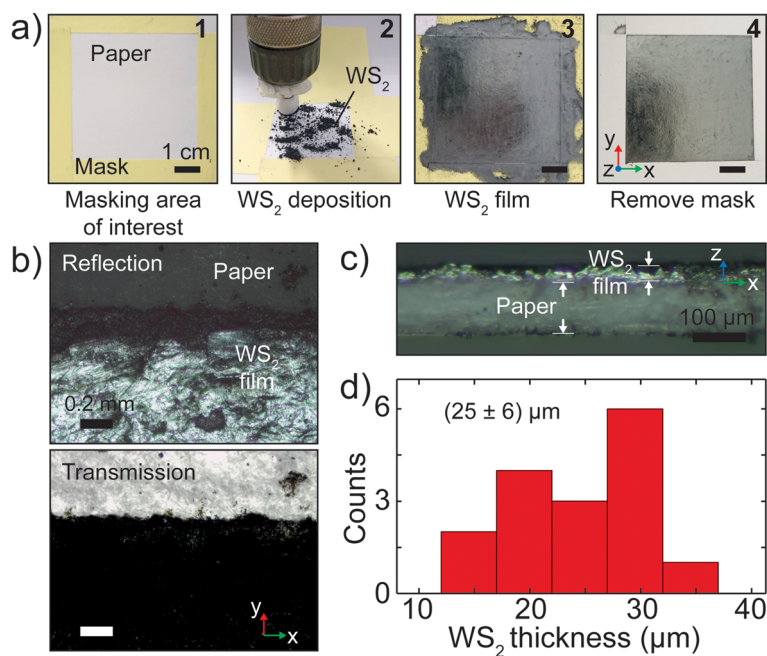 a)
1
Paper
1 cm
Mask
Masking area
of interest
2
WS₂
WS₂ deposition
3
WS₂ film
4
y
z x
Remove mask
b)
Reflection
Paper
WS₂
film
0.2 mm
Transmission
y
x
c)
WS₂
film
Paper
z
x
100 µm
d)
(25 ± 6) µm
Counts
6
3
0
10 20 30 40
WS₂ thickness (µm)